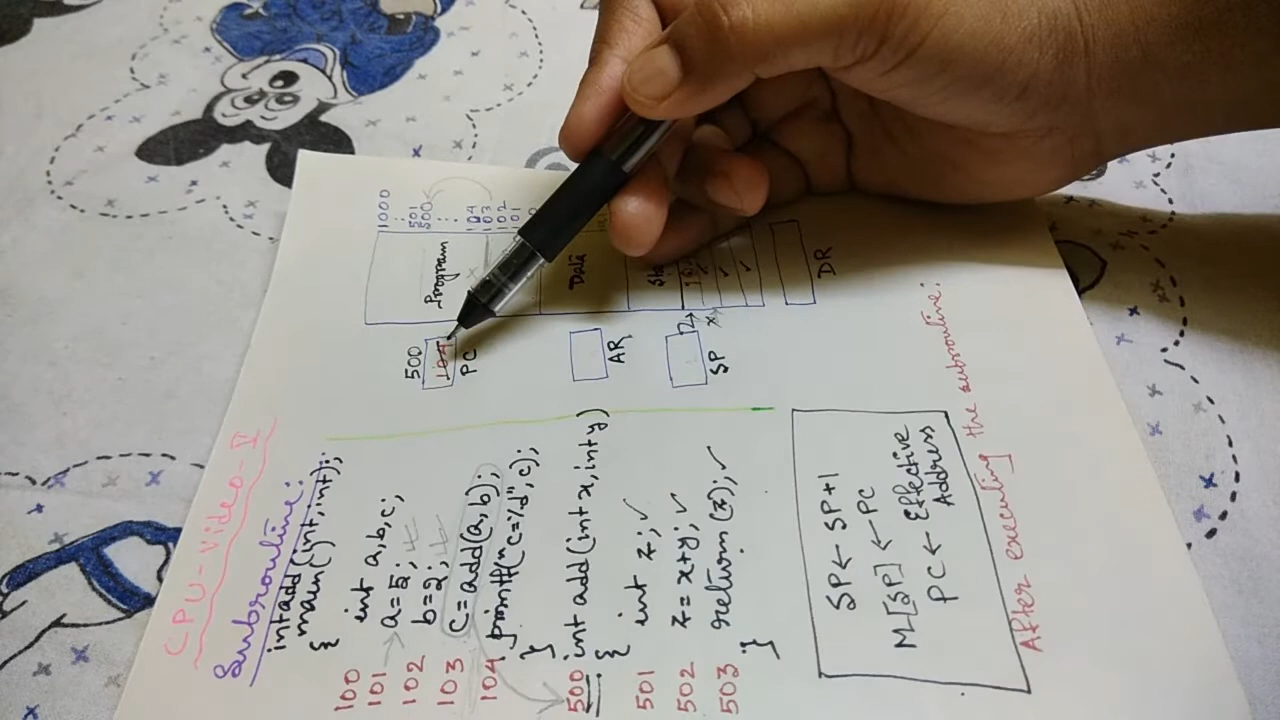 CPU-Video-V
Subroutine:
int add(int, int);
{ main()
100 int a,b,c;
101 a=5;
102 b=2;
103 c=add(a,b);
104 printf("c=%d",c);
}
500 int add(int x, int y)
{
501 int z; ✓
502 z=x+y; ✓
503 return(z); ✓
}
SP←SP+1
M[SP]←PC
PC← Effective
Address
After executing the subroutine:
1000
:
501
500
:
:
104
103
102
101
Program
Data
500
104
PC
AR
SP
DR